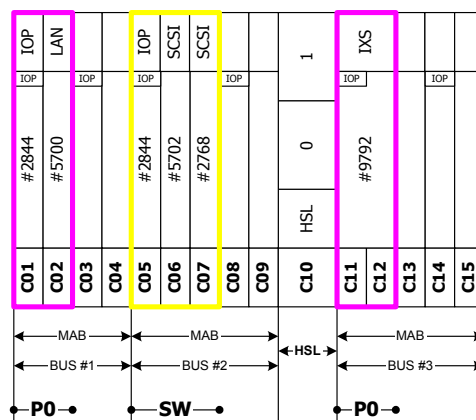 IOP LAN IOP SCSI SCSI 1 IXS
IOP IOP IOP IOP IOP IOP
#2844 #5700 #2844 #5702 #2768 0 #9792
HSL
C01 C02 C03 C04 C05 C06 C07 C08 C09 C10 C11 C12 C13 C14 C15
MAB MAB HSL MAB
BUS #1 BUS #2 BUS #3
P0 SW P0